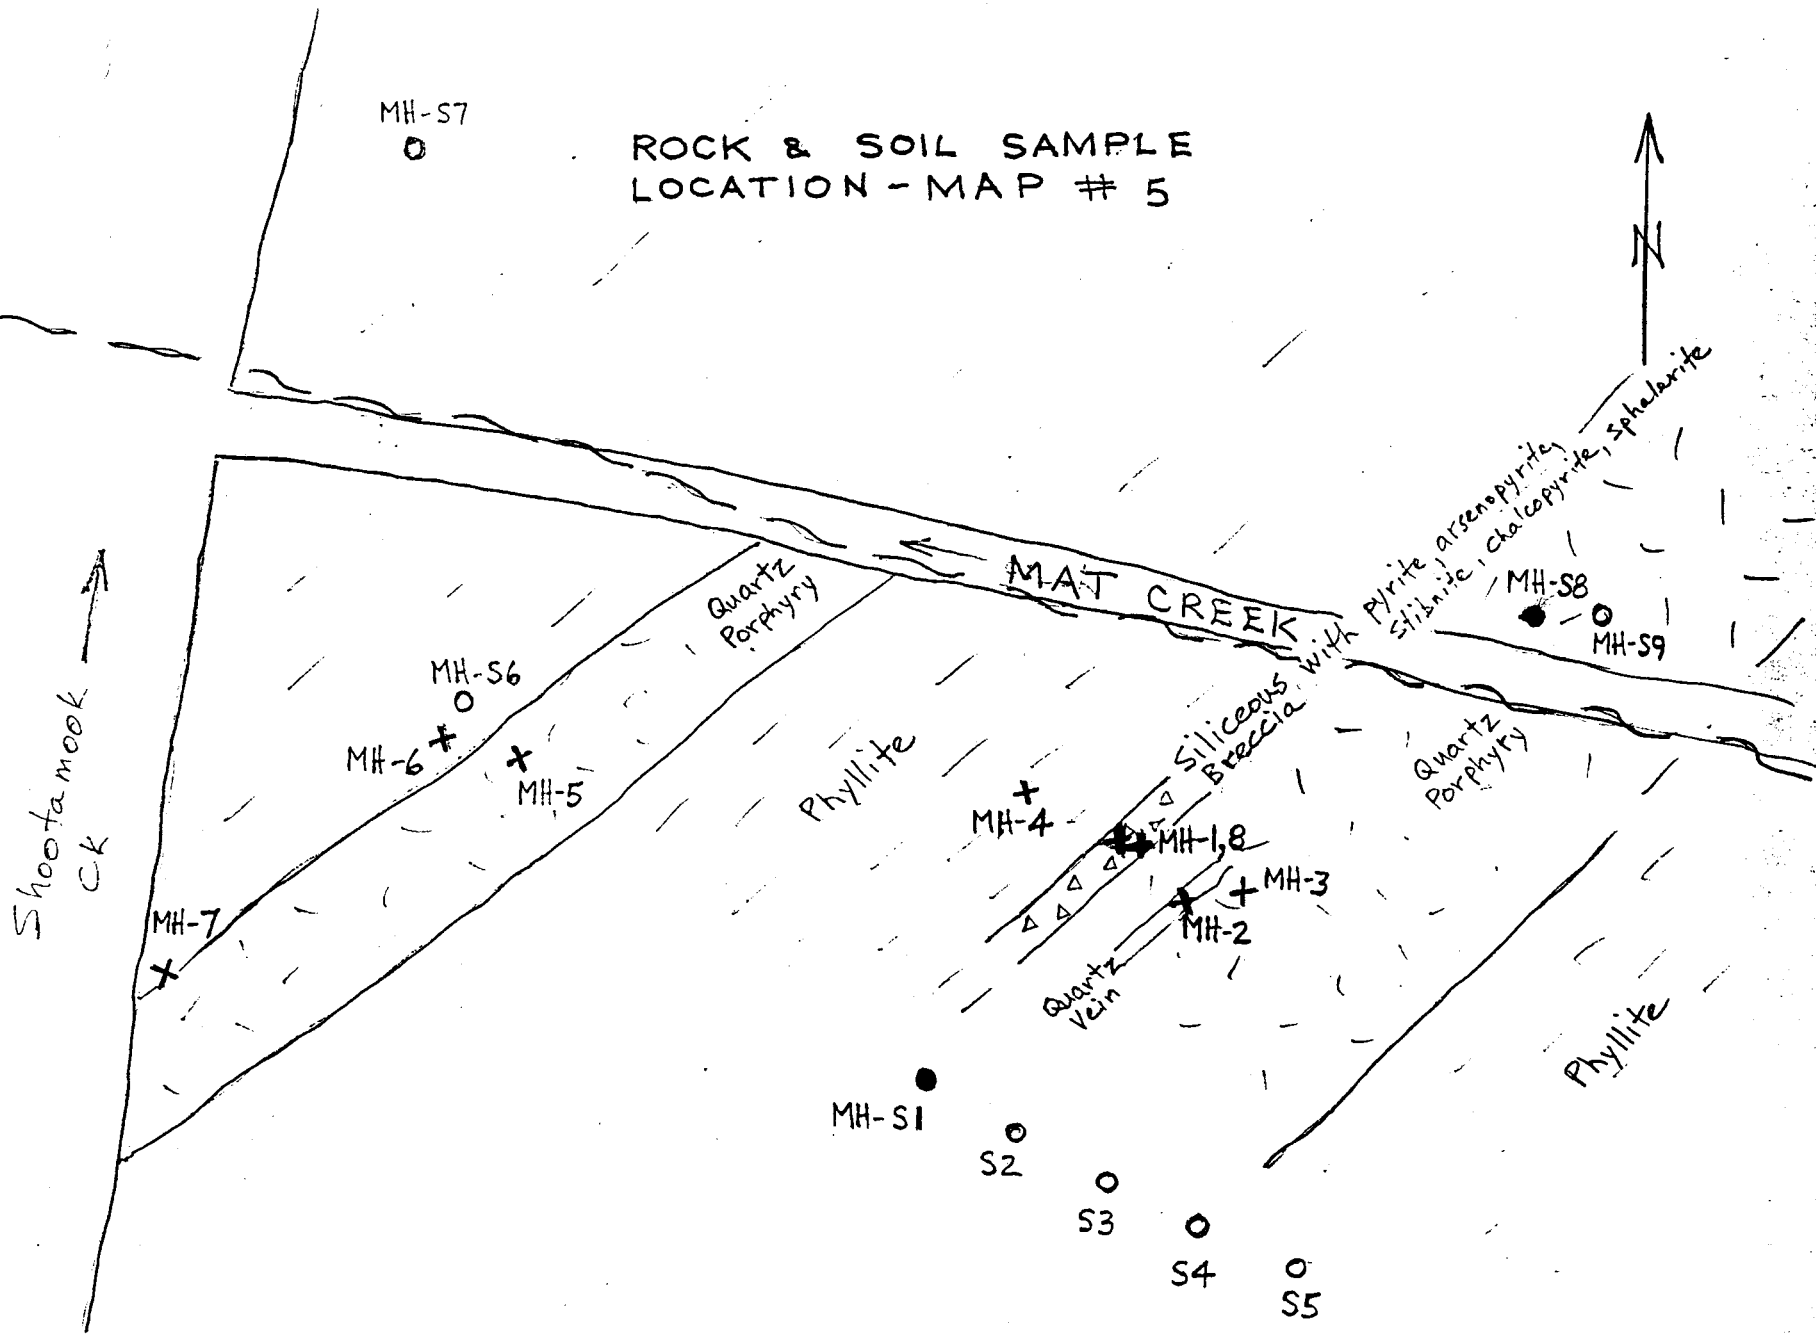 MH-S7
ROCK & SOIL SAMPLE
LOCATION - MAP # 5
N
MAT CREEK
Quartz
Porphyry
Siliceous with pyrite, arsenopyrite,
Breccia
stibnite, chalcopyrite, sphalerite
MH-S8
MH-S9
MH-S6
MH-6
MH-5
Shootamook
CK
Phyllite
Quartz
Porphyry
MH-4
MH-1,8
MH-3
MH-2
MH-7
Quartz
Vein
Phyllite
MH-S1
S2
S3
S4
S5